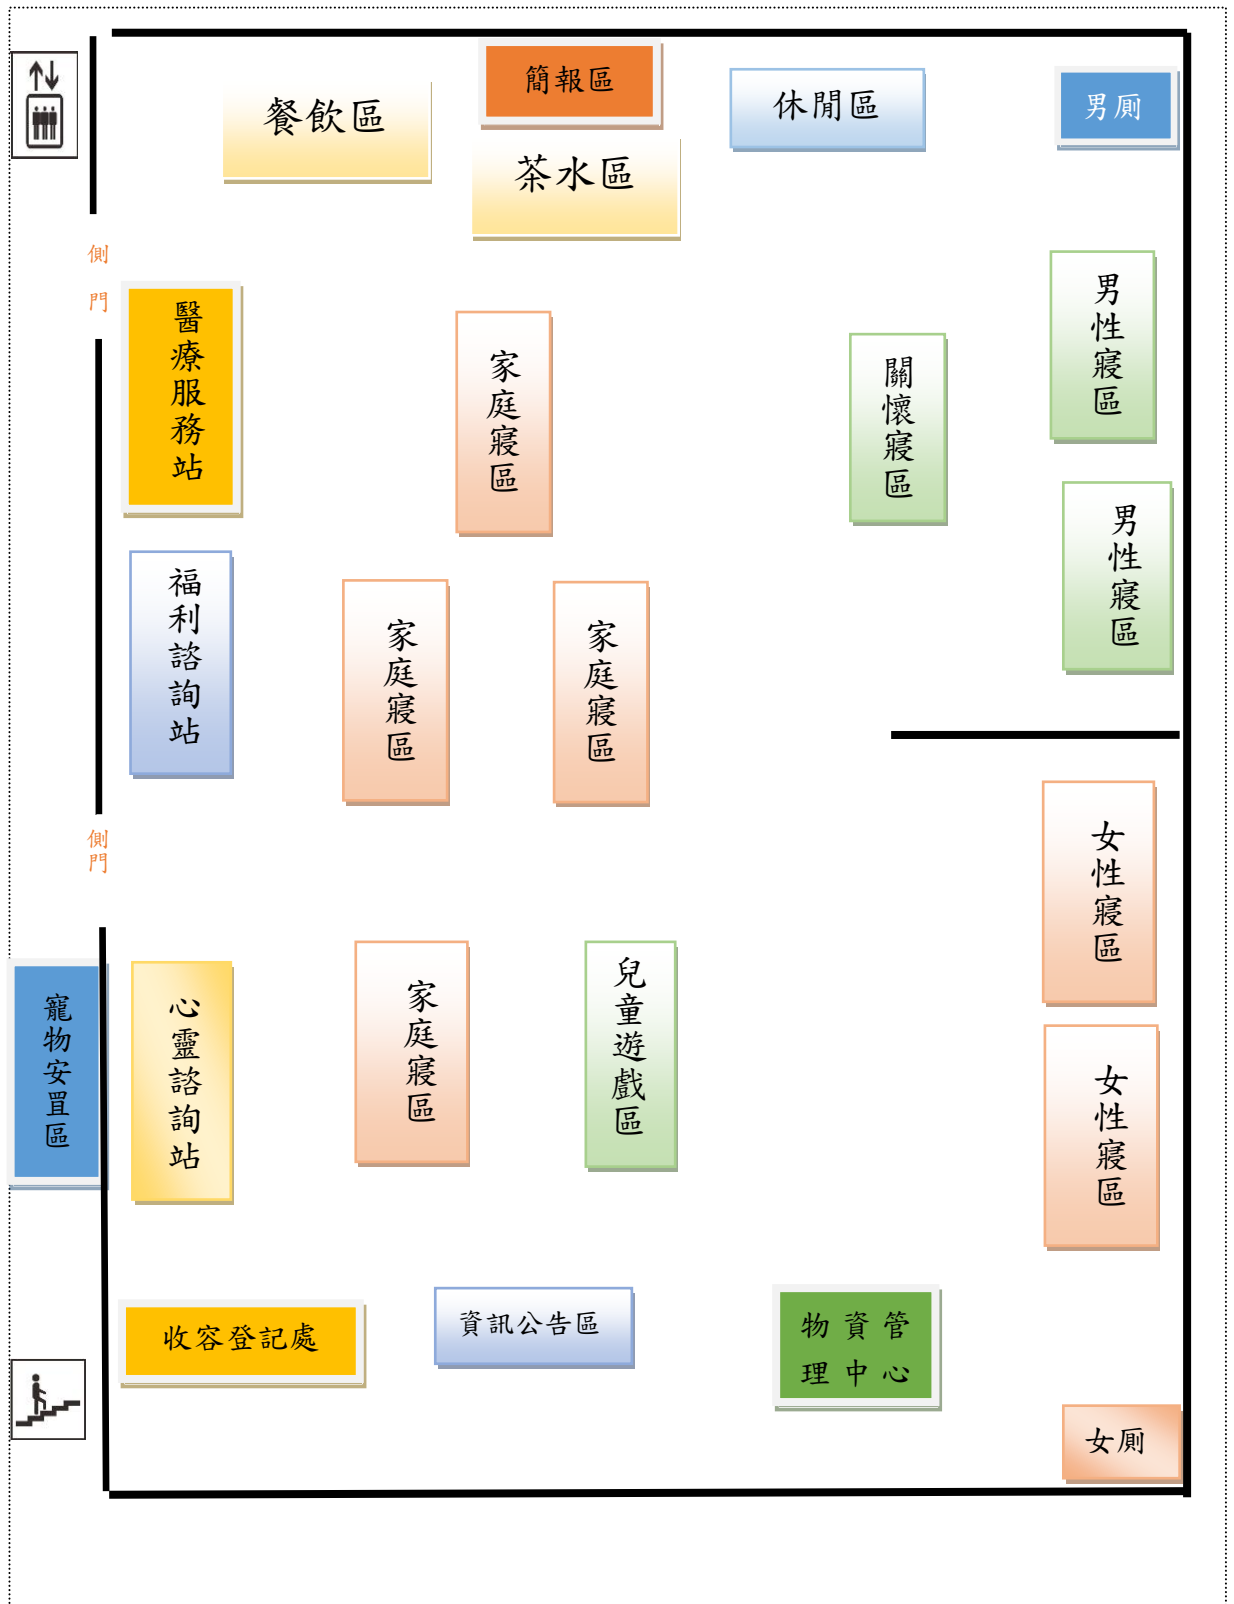 簡報區
餐飲區
休閒區
男廁
茶水區
側門
醫療服務站
家庭寢區
關懷寢區
男性寢區
男性寢區
福利諮詢站
家庭寢區
家庭寢區
側門
女性寢區
寵物安置區
心靈諮詢站
家庭寢區
兒童遊戲區
女性寢區
收容登記處
資訊公告區
物資管
理中心
女廁